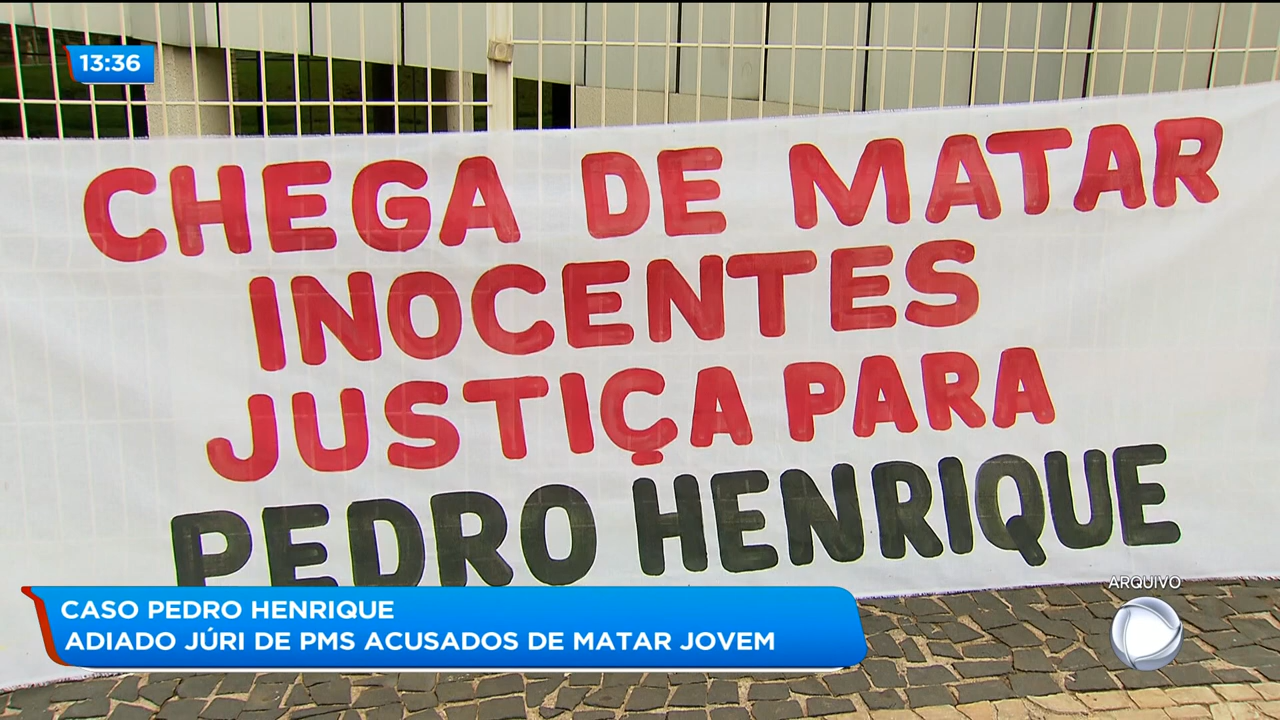 13:36
CHEGA DE MATAR
INOCENTES
JUSTIÇA PARA
PEDRO HENRIQUE
ARQUIVO
CASO PEDRO HENRIQUE
ADIADO JÚRI DE PMS ACUSADOS DE MATAR JOVEM